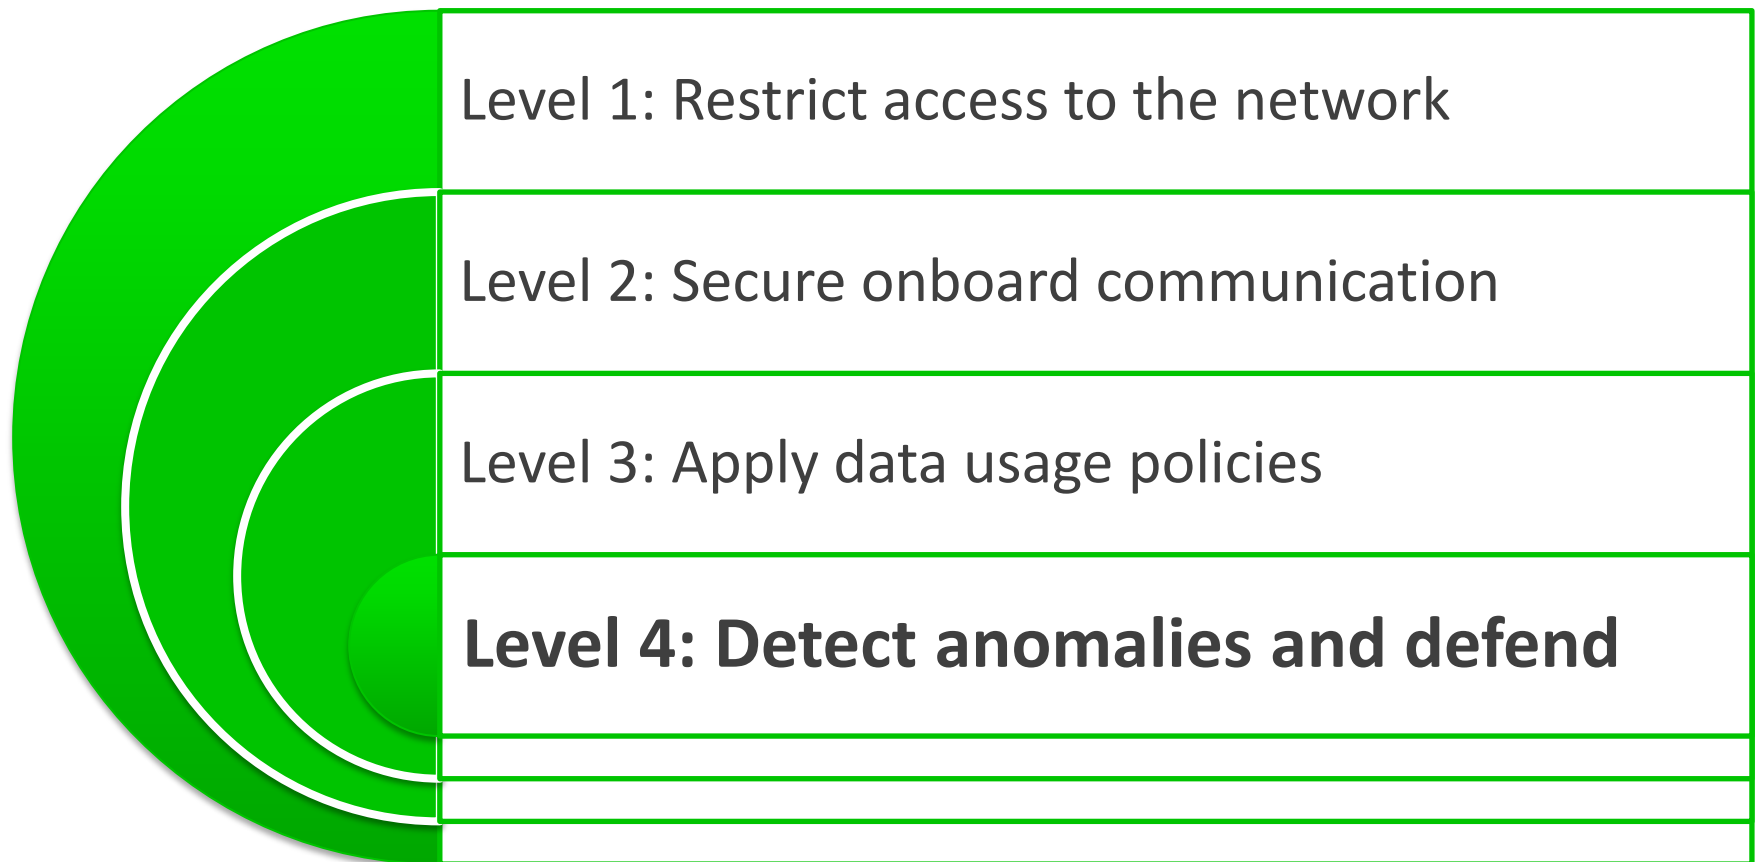 Level 1: Restrict access to the network
Level 2: Secure onboard communication
Level 3: Apply data usage policies
Level 4: Detect anomalies and defend